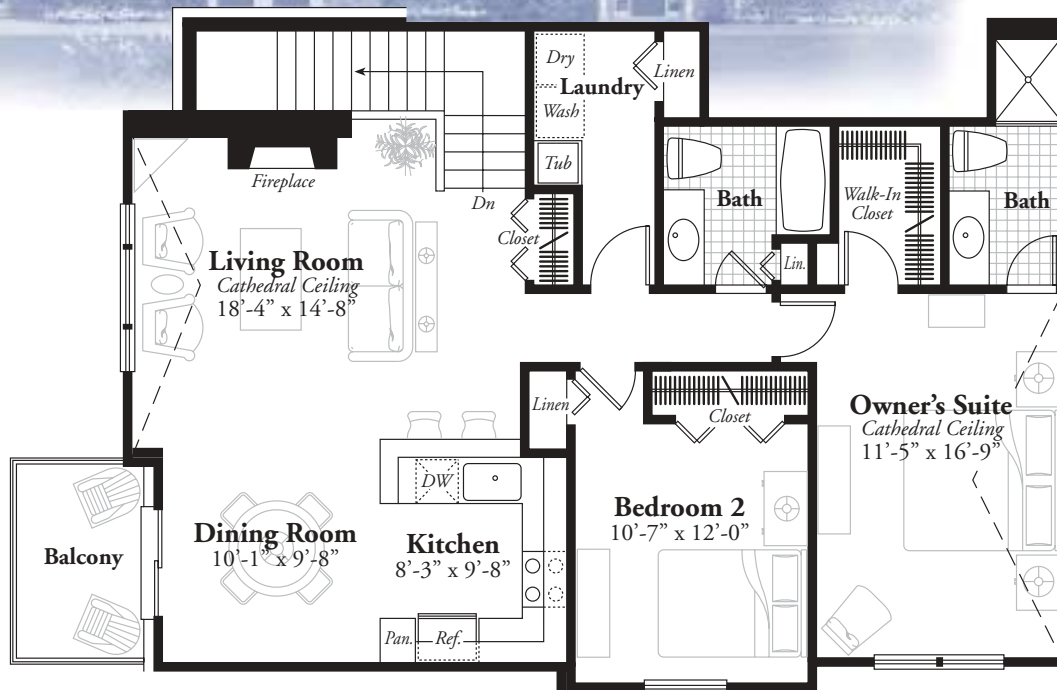 Dry
Wash
Laundry
Linen
Tub
Fireplace
Dn
Closet
Bath
Lin.
Walk-In
Closet
Bath
Living Room
Cathedral Ceiling
18’-4” x 14’-8”
Linen
Closet
Owner’s Suite
Cathedral Ceiling
11’-5” x 16’-9”
DW
Bedroom 2
10’-7” x 12’-0”
Balcony
Dining Room
10’-1” x 9’-8”
Kitchen
8’-3” x 9’-8”
Pan.
Ref.